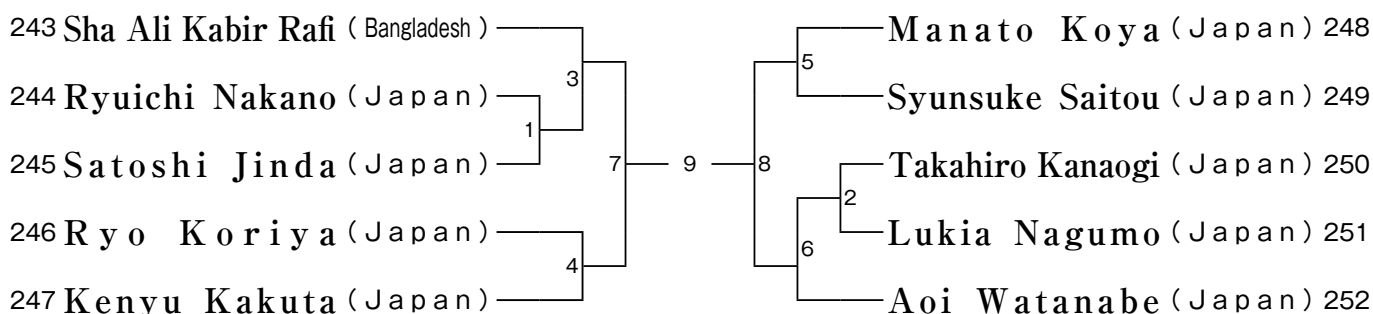 243 Sha Ali Kabir Rafi ( Bangladesh )
3
244 Ryuichi Nakano ( Japan )
1
245 Satoshi Jinda ( Japan )
7
246 Ryo Koriya ( Japan )
4
247 Kenyu Kakuta ( Japan )
9
Manato Koya ( Japan ) 248
5
Syunsuke Saitou ( Japan ) 249
8
Takahiro Kanaogi ( Japan ) 250
2
Lukia Nagumo ( Japan ) 251
6
Aoi Watanabe ( Japan ) 252